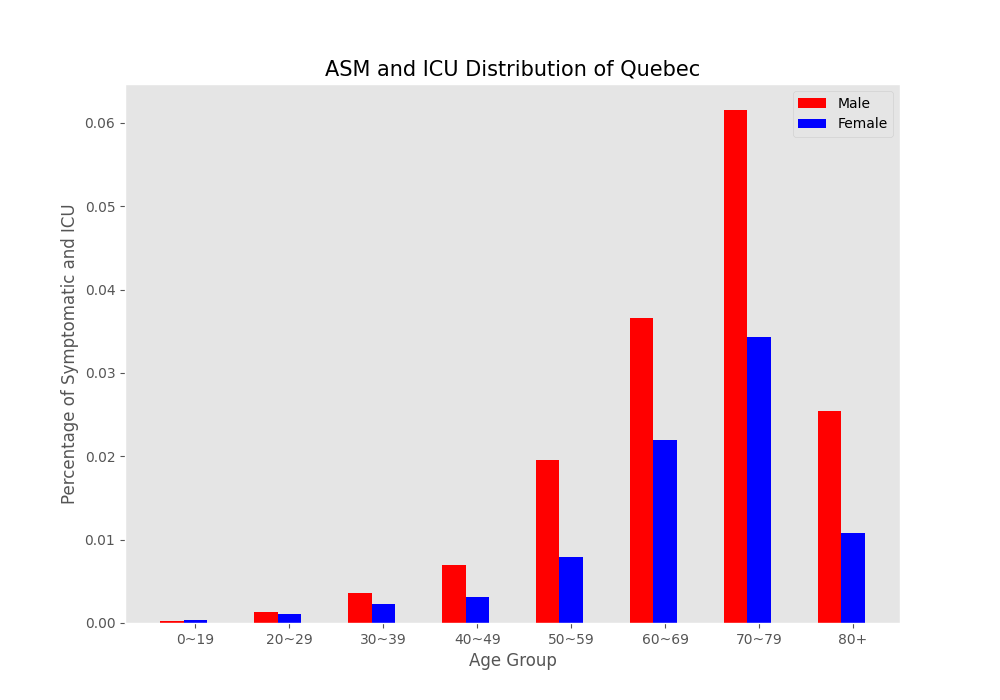 ASM and ICU Distribution of Quebec
Male
Female
0.06
0.05
0.04
0.03
0.02
0.01
0.00
Percentage of Symptomatic and ICU
0~19 20~29 30~39 40~49 50~59 60~69 70~79 80+
Age Group